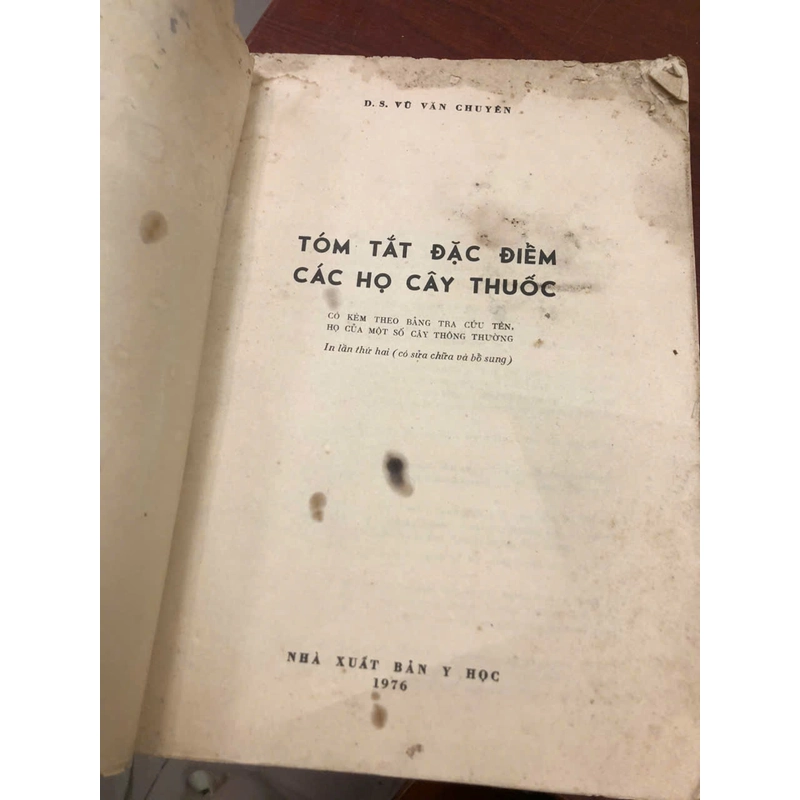 D. S. VŨ VĂN CHUYÊN
TÓM TẮT ĐẶC ĐIỂM
CÁC HỌ CÂY THUỐC
CÓ KÈM THEO BẢNG TRA CỨU TÊN,
HỌ CỦA MỘT SỐ CÂY THÔNG THƯỜNG
In lần thứ hai (có sửa chữa và bổ sung)
NHÀ XUẤT BẢN Y HỌC
1976